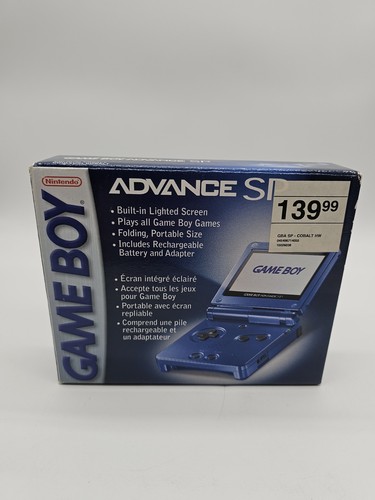 Nintendo
GAME BOY
ADVANCE SP
• Built-in Lighted Screen
• Plays all Game Boy Games
• Folding, Portable Size
• Includes Rechargeable
Battery and Adapter
• Écran intégré éclairé
• Accepte tous les jeux
pour Game Boy
• Portable avec écran
repliable
• Comprend une pile
rechargeable et
un adaptateur
139.99
GBA SP - COBALT HW
GAME BOY